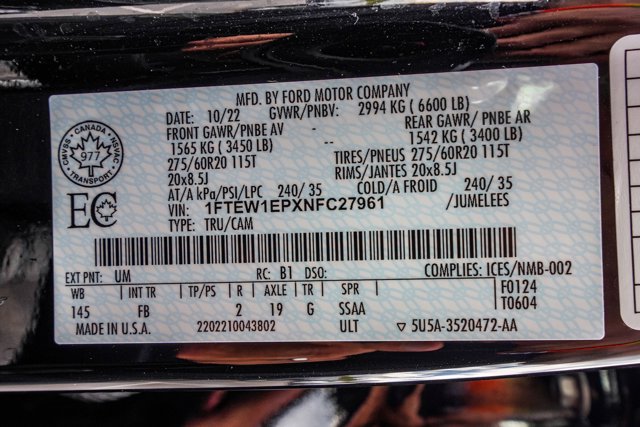 MFD. BY FORD MOTOR COMPANY
DATE: 10/22 GVWR/PNBV: 2994 KG (6600 LB)
FRONT GAWR/PNBE AV REAR GAWR/ PNBE AR
1565 KG (3450 LB) -- 1542 KG (3400 LB)
275/60R20 115T TIRES/PNEUS 275/60R20 115T
20x8.5J RIMS/JANTES 20x8.5J
AT/A kPa/PSI/LPC 240/ 35 COLD/A FROID 240/ 35
VIN: 1FTEW1EPXNFC27961 /JUMELEES
TYPE: TRU/CAM
CMVSS • CANADA • NSVAC
977
TRANSPORT
EC
EXT PNT: UM RC: B1 DSO: COMPLIES: ICES/NMB-002
WB INT TR TP/PS R AXLE TR SPR F0124
145 FB 2 19 G SSAA T0604
MADE IN U.S.A. 2202210043802 ULT ▽ 5U5A-3520472-AA